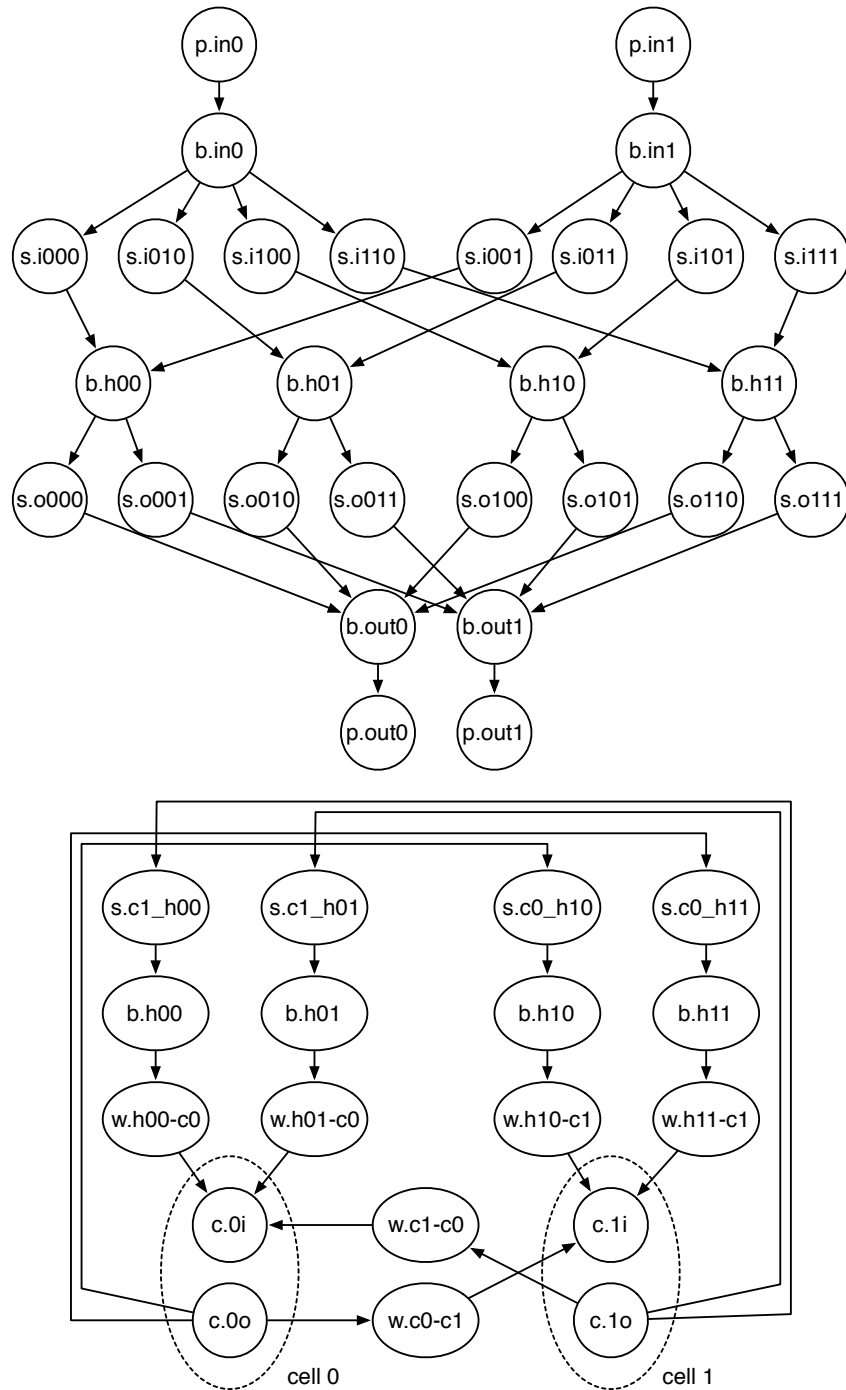 p.in0 p.in1
b.in0 b.in1
s.i000 s.i010 s.i100 s.i110 s.i001 s.i011 s.i101 s.i111
b.h00 b.h01 b.h10 b.h11
s.o000 s.o001 s.o010 s.o011 s.o100 s.o101 s.o110 s.o111
b.out0 b.out1
p.out0 p.out1
s.c1_h00 s.c1_h01 s.c0_h10 s.c0_h11
b.h00 b.h01 b.h10 b.h11
w.h00-c0 w.h01-c0 w.h10-c1 w.h11-c1
c.0i w.c1-c0 c.1i
c.0o w.c0-c1 c.1o
cell 0 cell 1